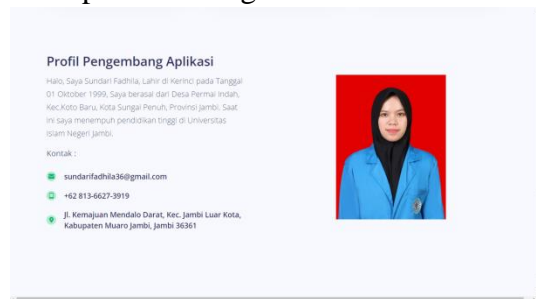 Profil Pengembang Aplikasi
Halo, Saya Sundari Fadhila, Lahir di Kerinci pada Tanggal
01 Oktober 1999, Saya berasal dari Desa Permai Indah,
Kec.Koto Baru, Kota Sungai Penuh, Provinsi Jambi. Saat
ini saya menempuh pendidikan tinggi di Universitas
Islam Negeri Jambi.
Kontak :
sundarifadhila36@gmail.com
+62 813-6627-3919
Jl. Kemajuan Mendalo Darat, Kec. Jambi Luar Kota,
Kabupaten Muaro Jambi, Jambi 36361